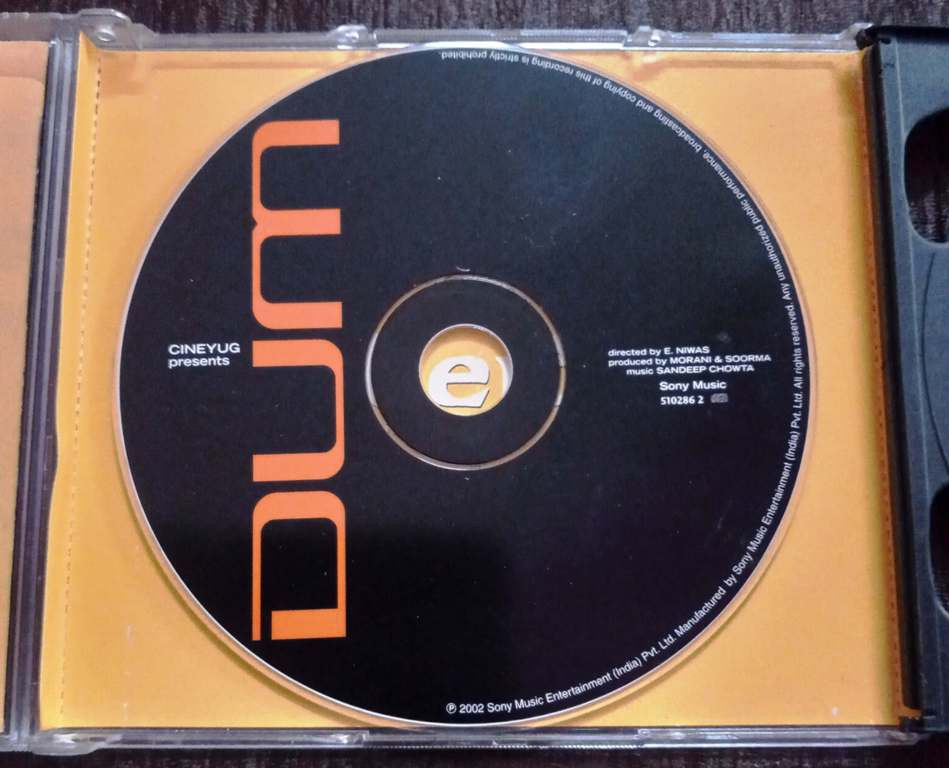 CINEYUG
presents
DUM
e
directed by E. NIWAS
produced by MORANI & SOORMA
music SANDEEP CHOWTA
Sony Music
510286 2
℗ 2002 Sony Music Entertainment (India) Pvt. Ltd. Manufactured by Sony Music Entertainment (India) Pvt. Ltd. All rights reserved. Any unauthorized public performance, broadcasting and copying of this recording is strictly prohibited.